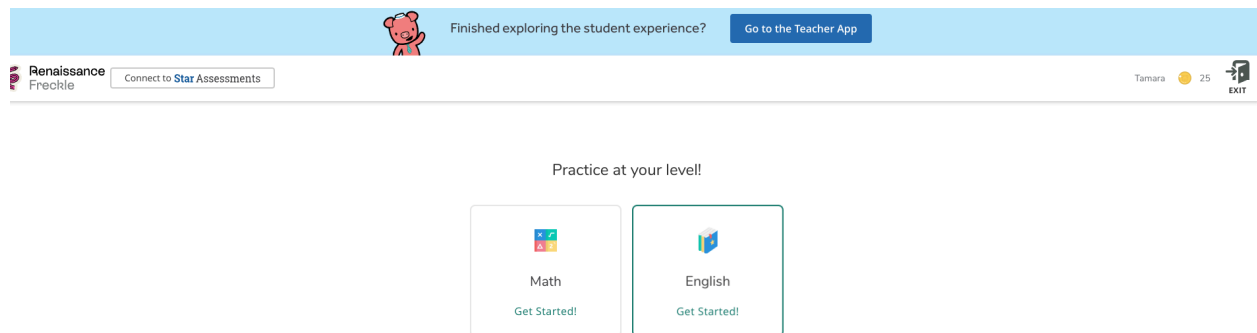 Finished exploring the student experience? Go to the Teacher App
Renaissance
Freckle
Connect to Star Assessments
Tamara 25
EXIT
Practice at your level!
Math English
Get Started! Get Started!